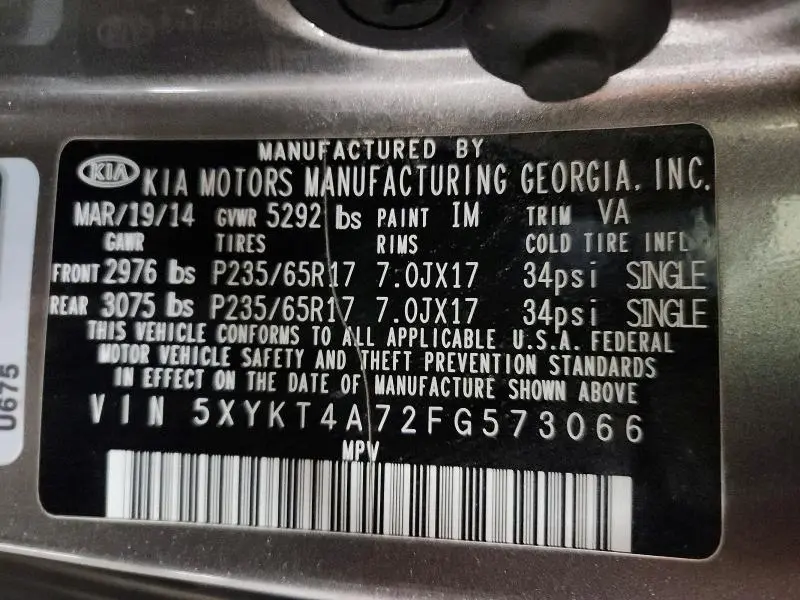 MANUFACTURED BY
KIA KIA MOTORS MANUFACTURING GEORGIA, INC.
MAR/19/14 GVWR 5292 lbs PAINT IM TRIM VA
GAWR TIRES RIMS COLD TIRE INFL
FRONT 2976 lbs P235/65R17 7.0JX17 34psi SINGLE
REAR 3075 lbs P235/65R17 7.0JX17 34psi SINGLE
THIS VEHICLE CONFORMS TO ALL APPLICABLE U.S.A. FEDERAL
MOTOR VEHICLE SAFETY AND THEFT PREVENTION STANDARDS
IN EFFECT ON THE DATE OF MANUFACTURE SHOWN ABOVE
VIN 5XYKT4A72FG573066
MPV
U675